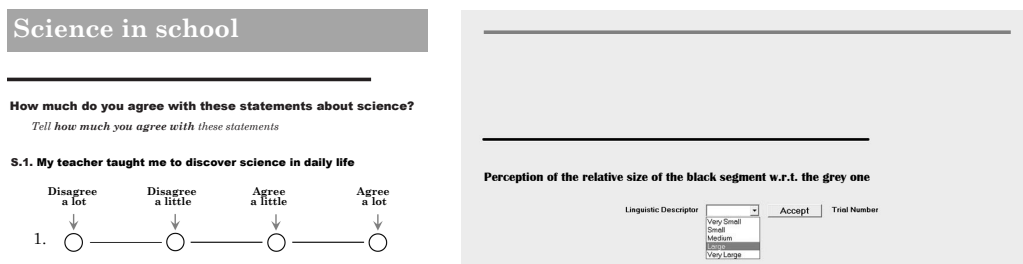 Science in school
How much do you agree with these statements about science?
Tell how much you agree with these statements
S.1. My teacher taught me to discover science in daily life
Disagree a lot
Disagree a little
Agree a little
Agree a lot
1.
Perception of the relative size of the black segment w.r.t. the grey one
Linguistic Descriptor Accept Trial Number
Very Small
Small
Medium
Large
Very Large